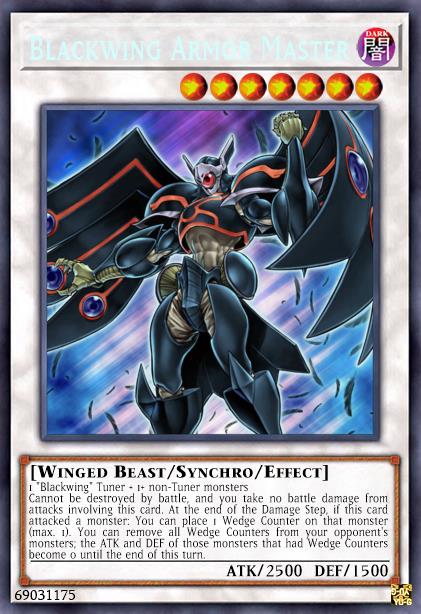 Blackwing Armor Master
DARK
闇
[Winged Beast/Synchro/Effect]
1 "Blackwing" Tuner + 1+ non-Tuner monsters
Cannot be destroyed by battle, and you take no battle damage from
attacks involving this card. At the end of the Damage Step, if this card
attacked a monster: You can place 1 Wedge Counter on that monster
(max. 1). You can remove all Wedge Counters from your opponent's
monsters; the ATK and DEF of those monsters that had Wedge Counters
become 0 until the end of this turn.
ATK/2500 DEF/1500
69031175